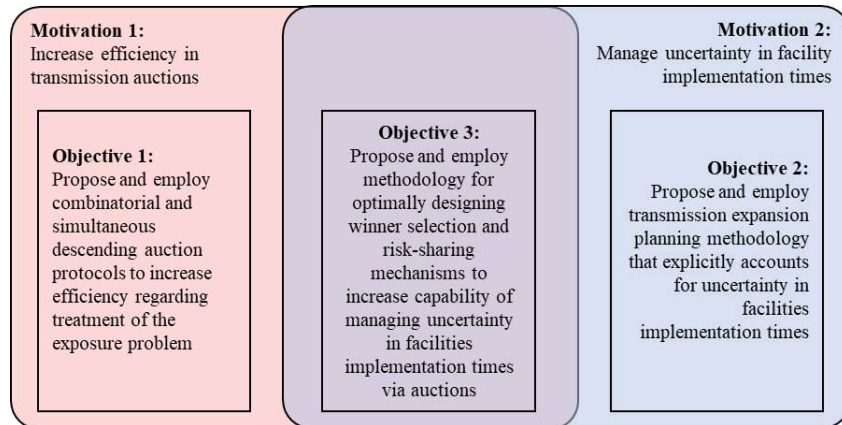 Motivation 1:
Increase efficiency in
transmission auctions
Motivation 2:
Manage uncertainty in facility
implementation times
Objective 1:
Propose and employ
combinatorial and
simultaneous
descending auction
protocols to increase
efficiency regarding
treatment of the
exposure problem
Objective 3:
Propose and employ
methodology for
optimally designing
winner selection and
risk-sharing
mechanisms to
increase capability of
managing uncertainty
in facilities
implementation times
via auctions
Objective 2:
Propose and employ
transmission expansion
planning methodology
that explicitly accounts
for uncertainty in
facilities
implementation times